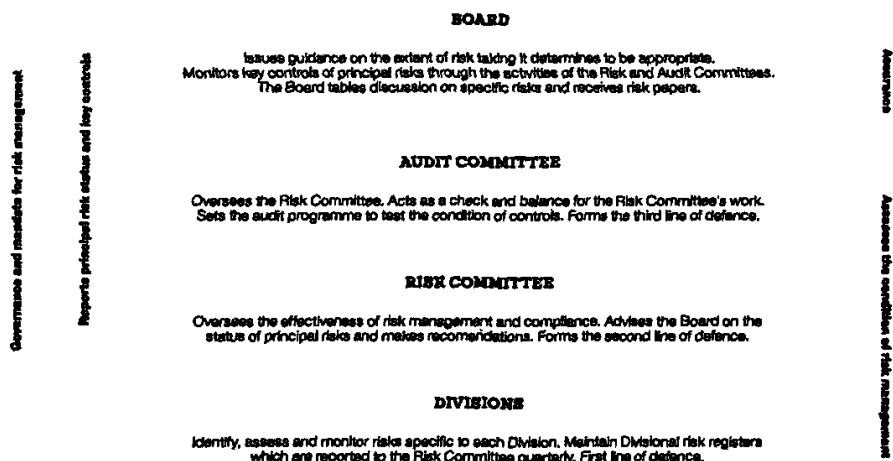 BOARD
Issues guidance on the extent of risk taking it determines to be appropriate.
Monitors key controls of principal risks through the activities of the Risk and Audit Committees.
The Board tables discussion on specific risks and receives risk papers.
AUDIT COMMITTEE
Oversees the Risk Committee. Acts as a check and balance for the Risk Committee's work.
Sets the audit programme to test the condition of controls. Forms the third line of defence.
RISK COMMITTEE
Oversees the effectiveness of risk management and compliance. Advises the Board on the
status of principal risks and makes recomendations. Forms the second line of defence.
DIVISIONS
Identify, assess and monitor risks specific to each Division. Maintain Divisional risk registers
which are reported to the Risk Committee quarterly. First line of defence.
Governance and mandate for risk management
Reports principal risk status and key controls
Assurance
Assesses the condition of risk management